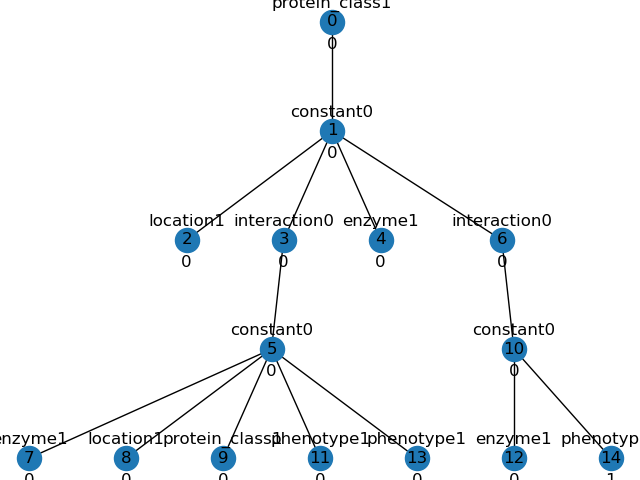 protein_class1
0
0
constant0
1
0
location1 interaction0 enzyme1 interaction0
2 3 4 6
0 0 0 0
constant0 constant0
5 10
0 0
enzyme1 location1 protein_class1 phenotype1 phenotype1 enzyme1 phenotyp
7 8 9 11 13 12 14
0 0 0 0 0 0 1